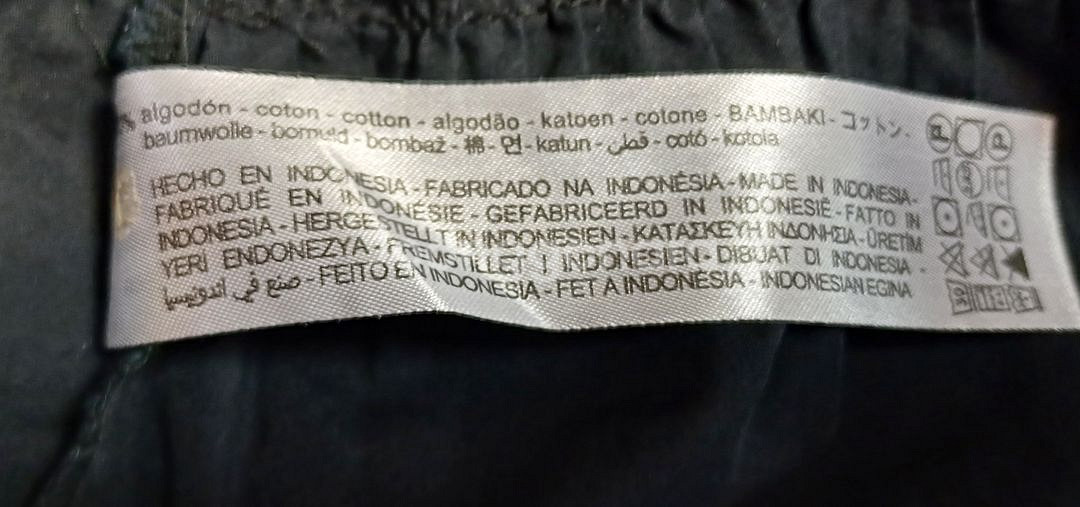 % algodón - coton - cotton - algodão - katoen - cotone - BAMBAKI - コットン -
baumwolle - bomuld - bombaž - 棉 - 면 - katun - قطن - cotó - kotoia
HECHO EN INDONESIA - FABRICADO NA INDONÉSIA - MADE IN INDONESIA -
FABRIQUÉ EN INDONÉSIE - GEFABRICEERD IN INDONESIË - FATTO IN
INDONESIA - HERGESTELLT IN INDONESIEN - ΚΑΤΑΣΚΕΥΗ ΙΝΔΟΝΗΣΙΑ - ÜRETİM
YERİ ENDONEZYA - FREMSTILLET I INDONESIEN - DIBUAT DI INDONESIA -
صنع في اندونيسيا - FEITO EN INDONESIA - FET A INDONÈSIA - INDONESIAN EGINA